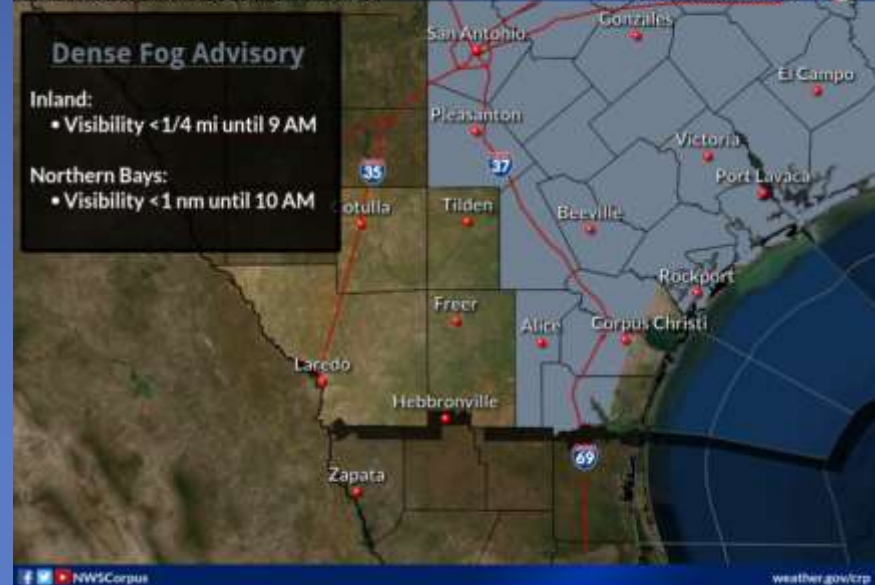 Dense Fog Advisory
Inland:
• Visibility <1/4 mi until 9 AM
Northern Bays:
• Visibility <1 nm until 10 AM
San Antonio
Gonzales
El Campo
Pleasanton
Victoria
35
37
Port Lavaca
otulla
Tilden
Beeville
Rockport
Freer
Alice
Corpus Christi
Laredo
Hebbronville
69
Zapata
NWSCorpus
weather.gov/crp